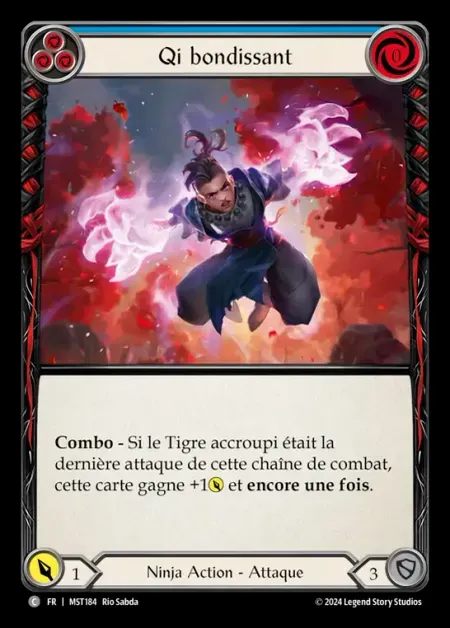 Qi bondissant
0
Combo - Si le Tigre accroupi était la
dernière attaque de cette chaîne de combat,
cette carte gagne +1 et encore une fois.
1
Ninja Action - Attaque
3
C FR | MST184 Rio Sabda
© 2024 Legend Story Studios